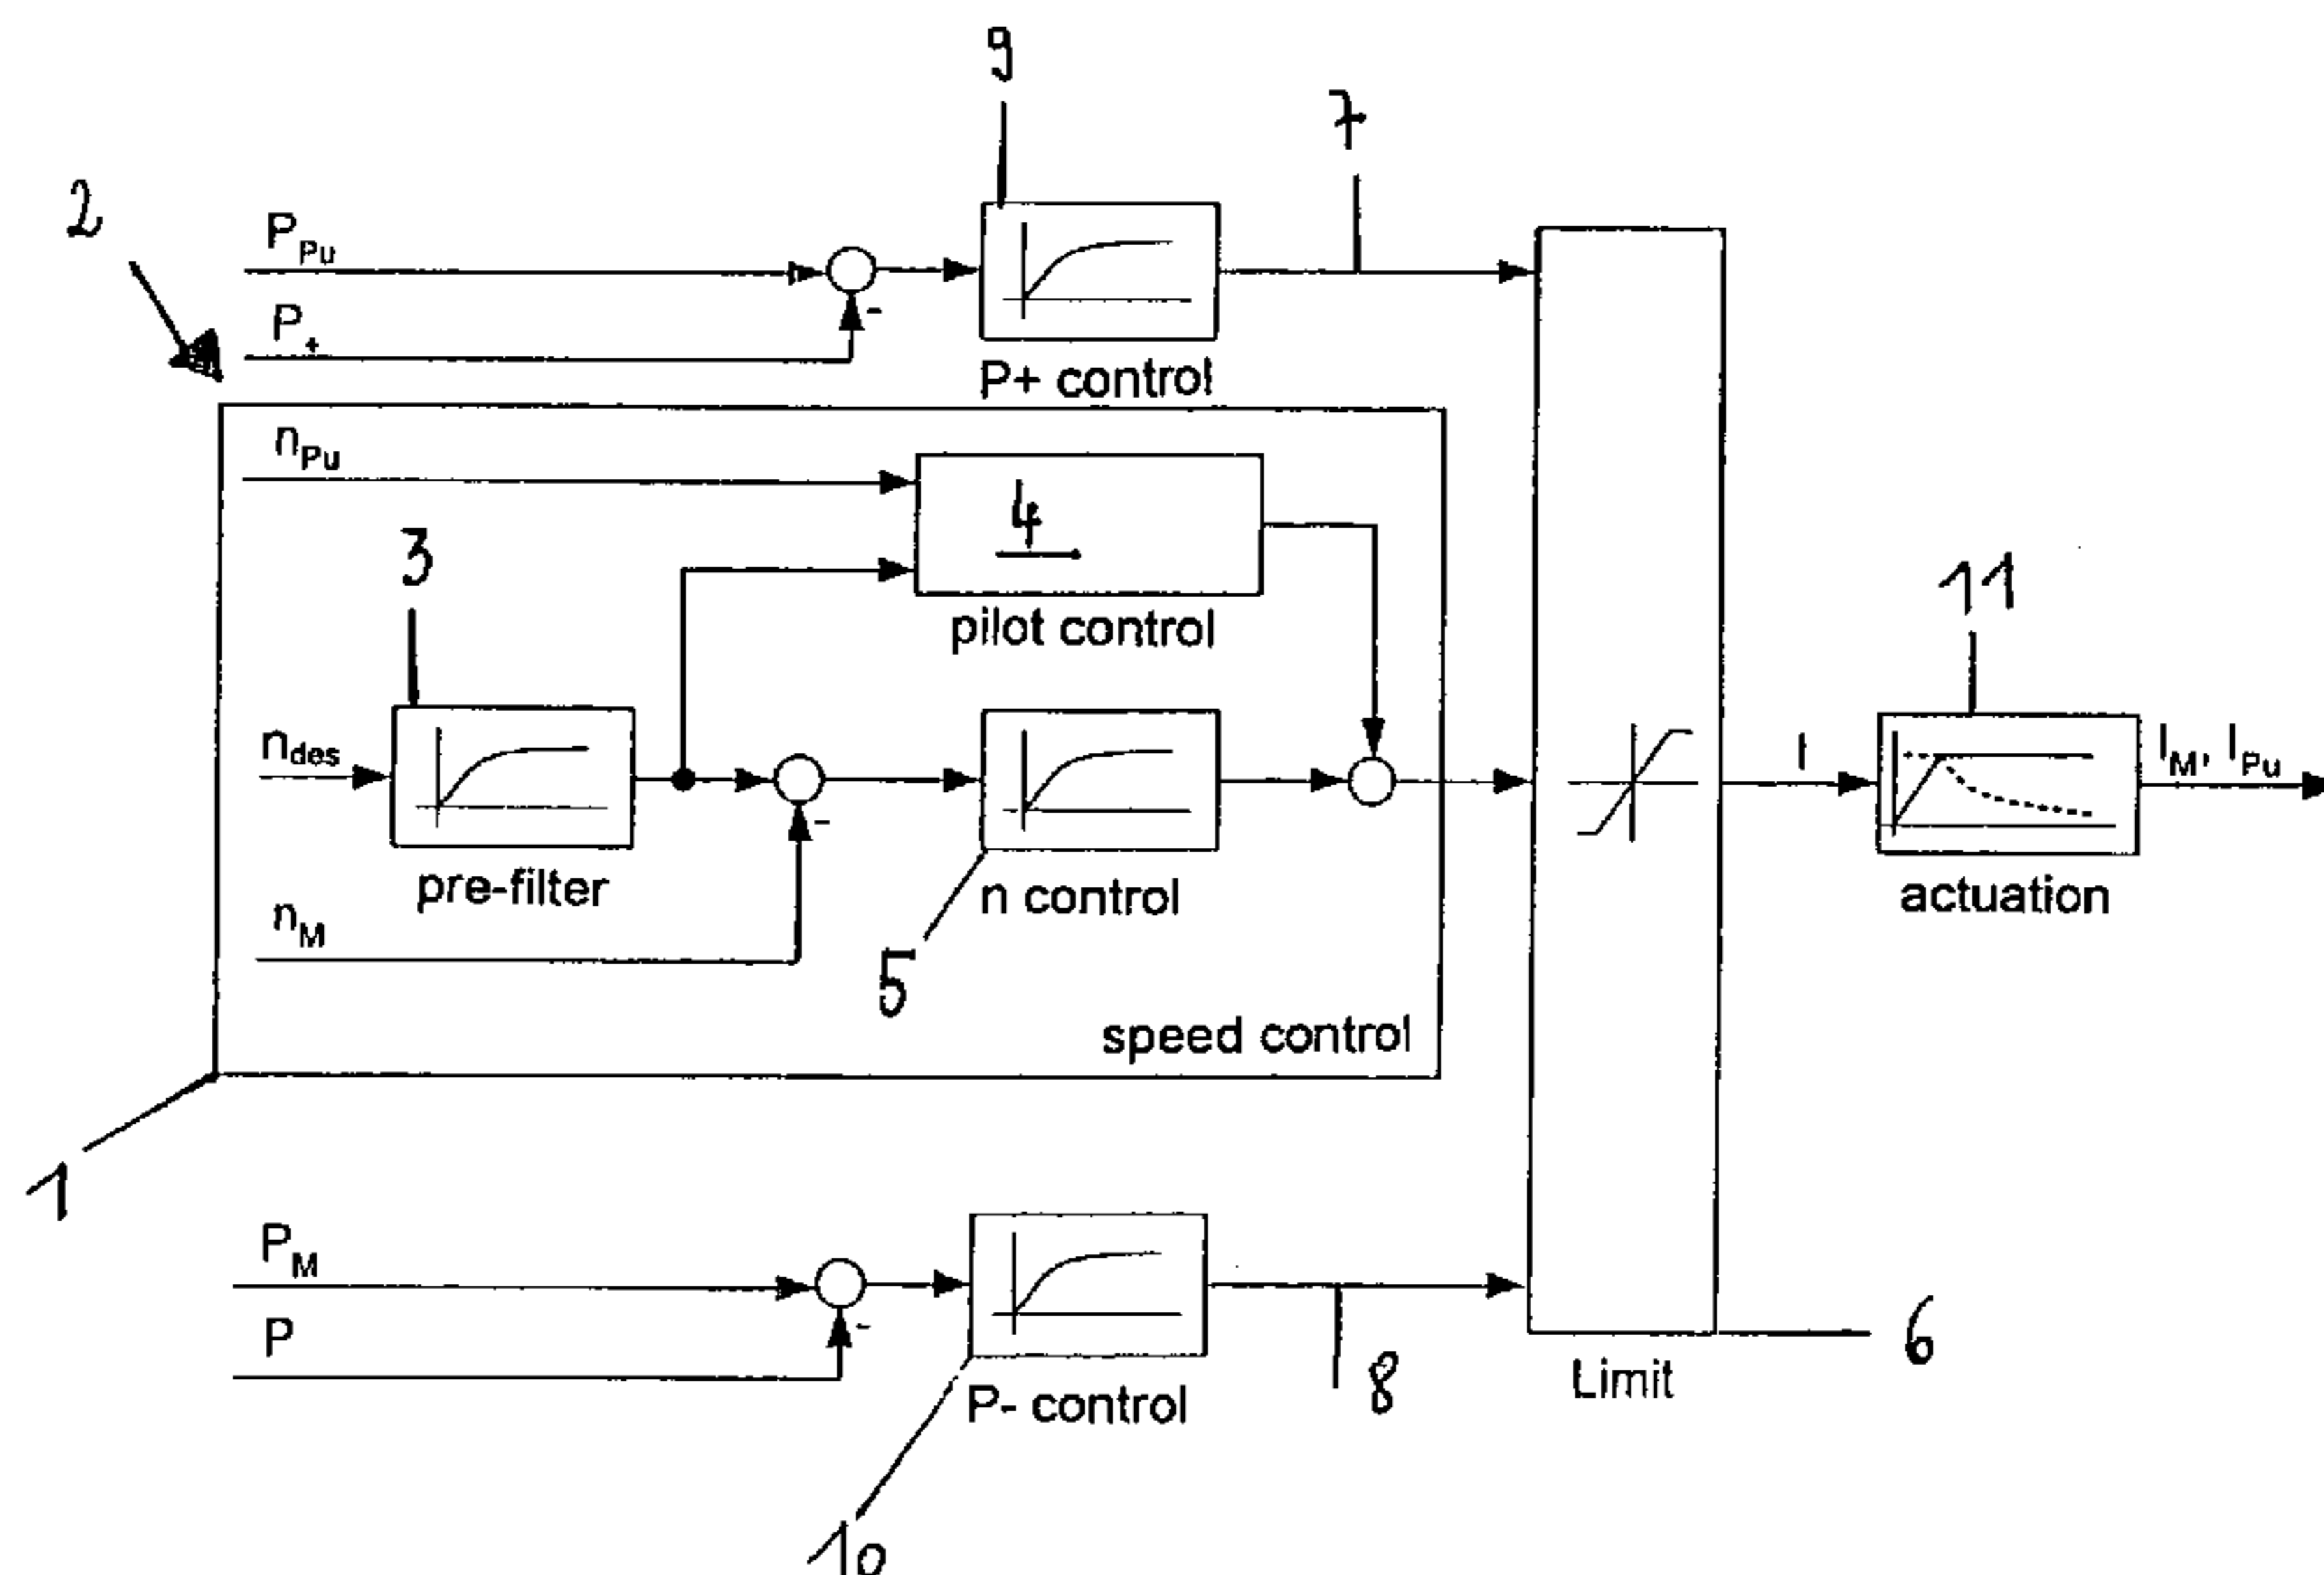 9
7
2
P_Pu
P_+
P+ control
n_Pu
4
pilot control
3
n_des
pre-filter
n_M
n control
5
speed control
1
11
I
I_M, I_Pu
actuation
P_M
P
P- control
8
Limit
6
10